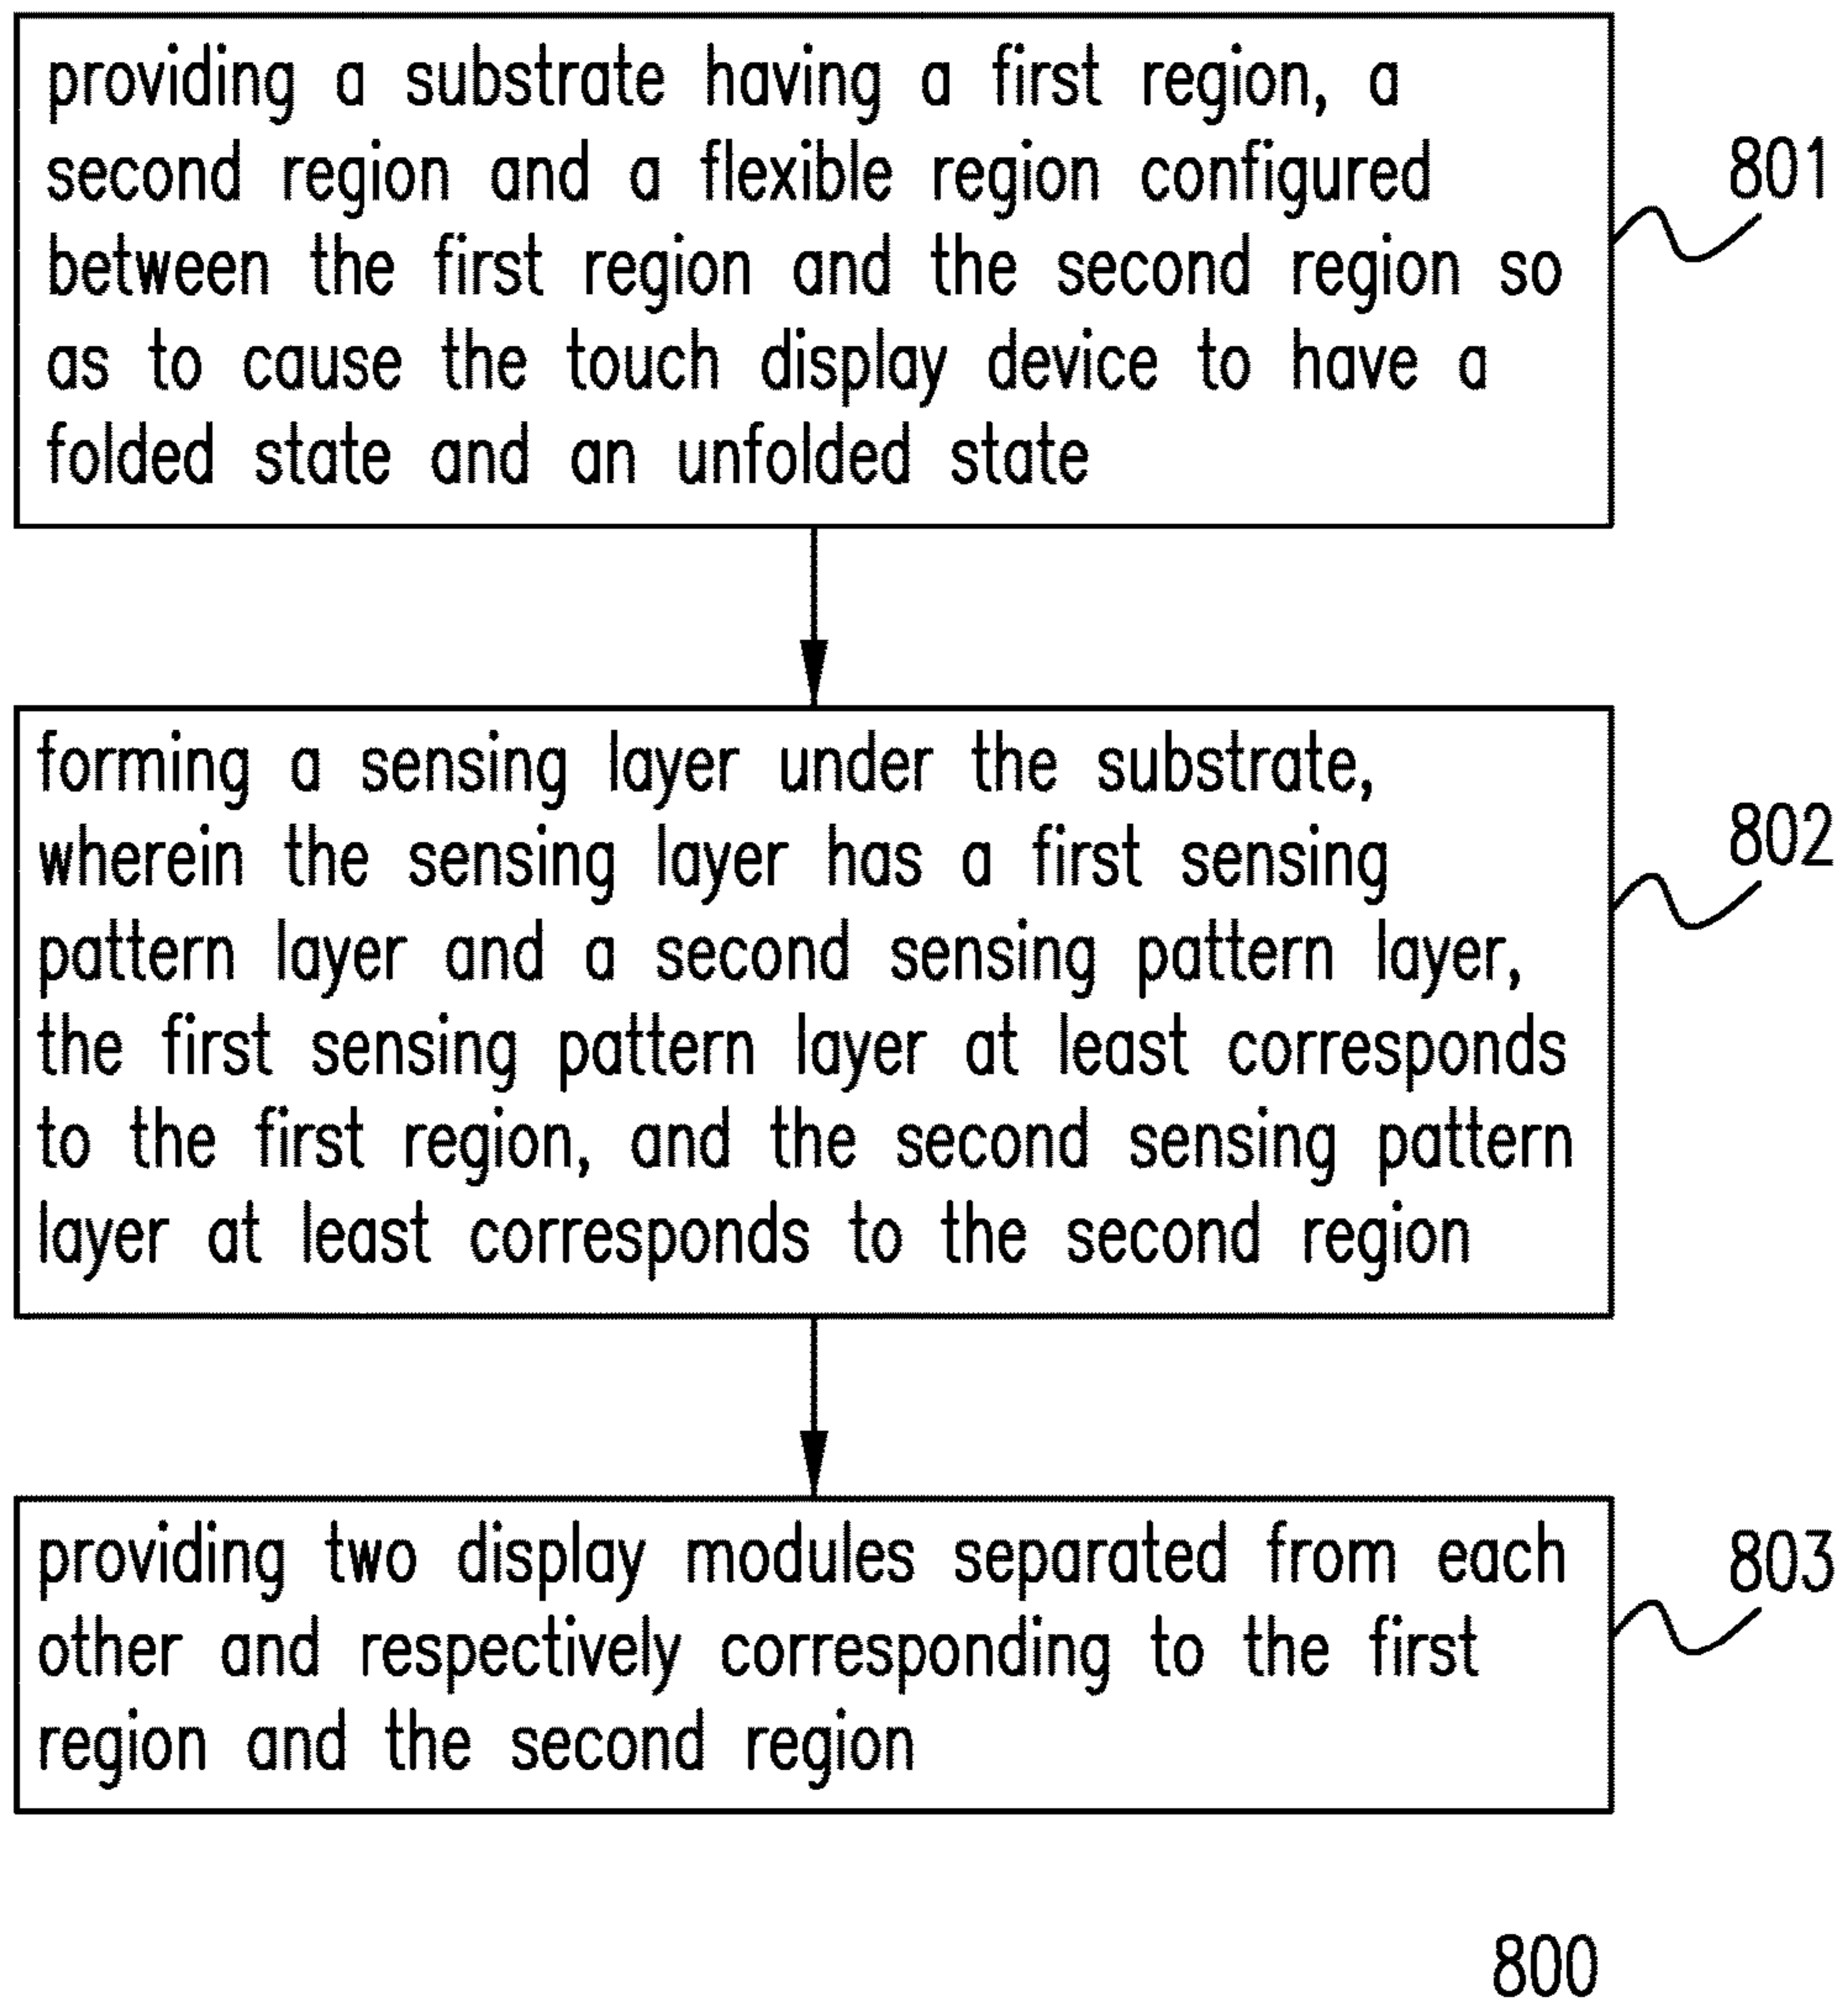 providing a substrate having a first region, a
second region and a flexible region configured
between the first region and the second region so
as to cause the touch display device to have a
folded state and an unfolded state
801
forming a sensing layer under the substrate,
wherein the sensing layer has a first sensing
pattern layer and a second sensing pattern layer,
the first sensing pattern layer at least corresponds
to the first region, and the second sensing pattern
layer at least corresponds to the second region
802
providing two display modules separated from each
other and respectively corresponding to the first
region and the second region
803
800